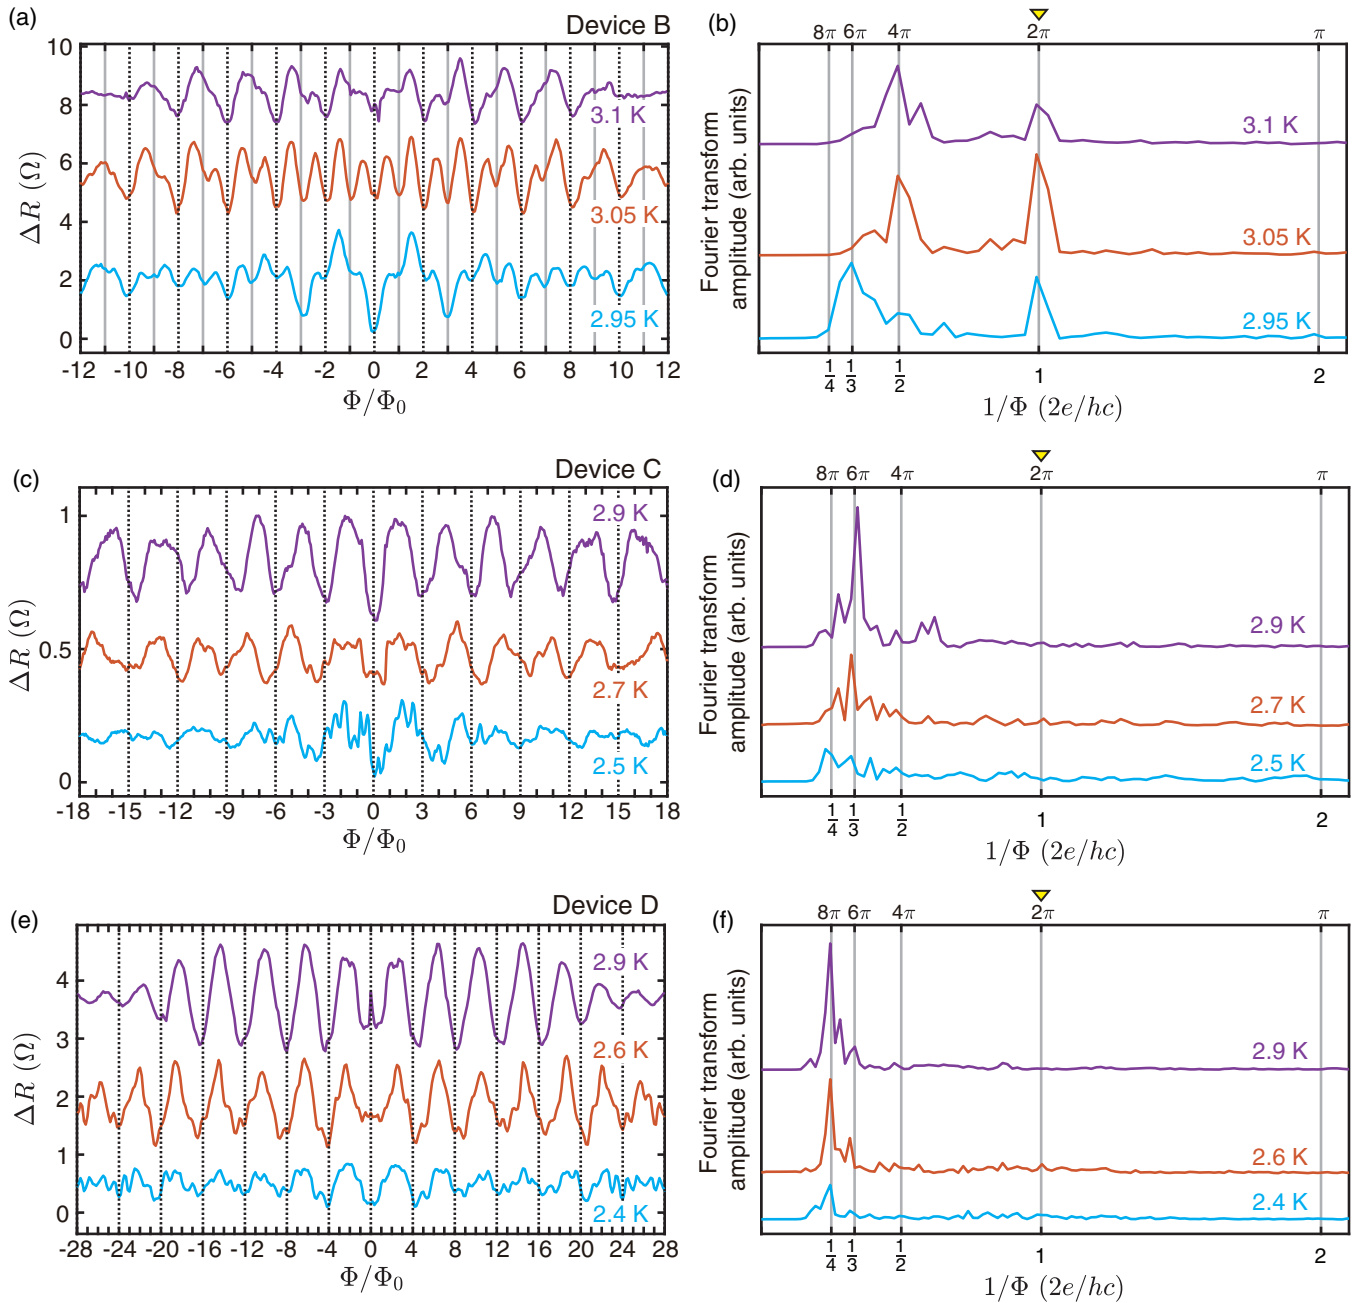 (a)
Device B
ΔR (Ω)
10
8
6
4
2
0
3.1 K
3.05 K
2.95 K
-12 -10 -8 -6 -4 -2 0 2 4 6 8 10 12
Φ/Φ₀
(b)
8π 6π 4π 2π π
Fourier transform
amplitude (arb. units)
3.1 K
3.05 K
2.95 K
1/4 1/3 1/2 1 2
1/Φ (2e/hc)
(c)
Device C
ΔR (Ω)
1
0.5
0
2.9 K
2.7 K
2.5 K
-18 -15 -12 -9 -6 -3 0 3 6 9 12 15 18
Φ/Φ₀
(d)
8π 6π 4π 2π π
Fourier transform
amplitude (arb. units)
2.9 K
2.7 K
2.5 K
1/4 1/3 1/2 1 2
1/Φ (2e/hc)
(e)
Device D
ΔR (Ω)
4
3
2
1
0
2.9 K
2.6 K
2.4 K
-28 -24 -20 -16 -12 -8 -4 0 4 8 12 16 20 24 28
Φ/Φ₀
(f)
8π 6π 4π 2π π
Fourier transform
amplitude (arb. units)
2.9 K
2.6 K
2.4 K
1/4 1/3 1/2 1 2
1/Φ (2e/hc)